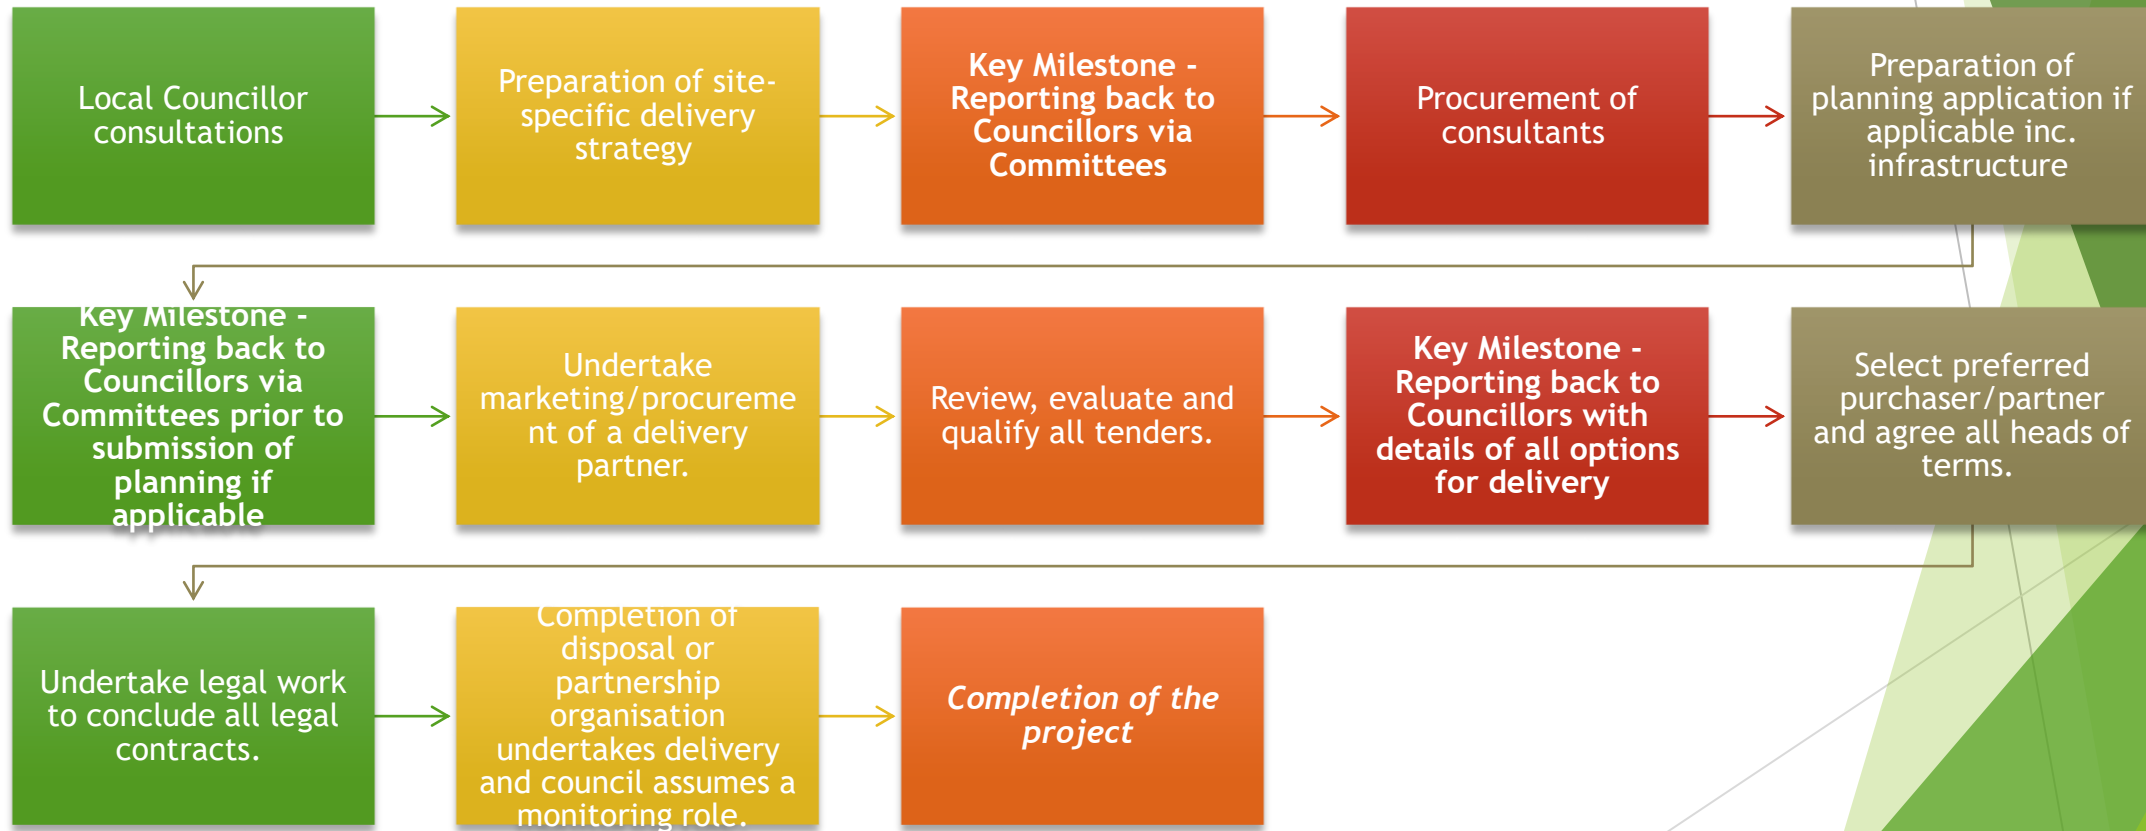 Local Councillor
consultations
Preparation of site-
specific delivery
strategy
Key Milestone -
Reporting back to
Councillors via
Committees
Procurement of
consultants
Preparation of
planning application if
applicable inc.
infrastructure
Key Milestone -
Reporting back to
Councillors via
Committees prior to
submission of
planning if
applicable
Undertake
marketing/procureme
nt of a delivery
partner.
Review, evaluate and
qualify all tenders.
Key Milestone -
Reporting back to
Councillors with
details of all options
for delivery
Select preferred
purchaser/partner
and agree all heads of
terms.
Undertake legal work
to conclude all legal
contracts.
Completion of
disposal or
partnership
organisation
undertakes delivery
and council assumes a
monitoring role.
Completion of the
project